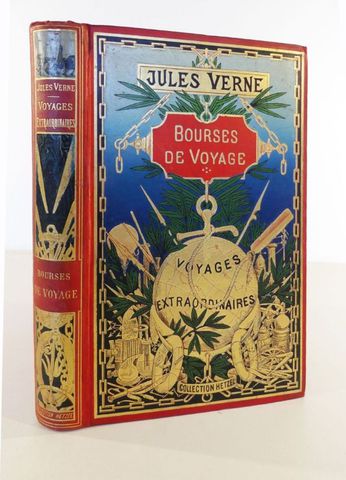 JULES VERNE
VOYAGES
EXTRAORDINAIRES
BOURSES
DE VOYAGE
COLLECTION HETZEL
JULES VERNE
BOURSES
DE VOYAGE
VOYAGES
EXTRAORDINAIRES
COLLECTION HETZEL